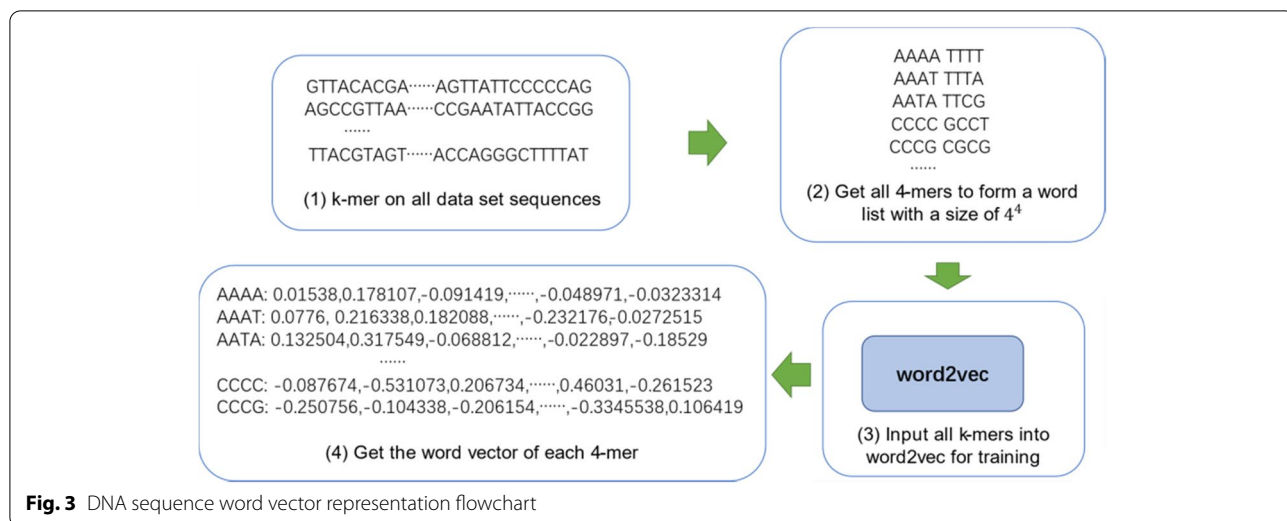 GTTACACGA······AGTTATTCCCCCAG
AGCCGTTAA······CCGAATATTACCGG
······
TTACGTAGT······ACCAGGGCTTTTAT
(1) k-mer on all data set sequences
AAAA TTTT
AAAT TTTA
AATA TTCG
CCCC GCCT
CCCG CGCG
······
(2) Get all 4-mers to form a word
list with a size of 4⁴
word2vec
(3) Input all k-mers into
word2vec for training
AAAA: 0.01538,0.178107,-0.091419,······,-0.048971,-0.0323314
AAAT: 0.0776, 0.216338,0.182088,······,-0.232176,-0.0272515
AATA: 0.132504,0.317549,-0.068812,······,-0.022897,-0.18529
······
CCCC: -0.087674,-0.531073,0.206734,······,0.46031,-0.261523
CCCG: -0.250756,-0.104338,-0.206154,······,-0.3345538,0.106419
(4) Get the word vector of each 4-mer
Fig. 3 DNA sequence word vector representation flowchart